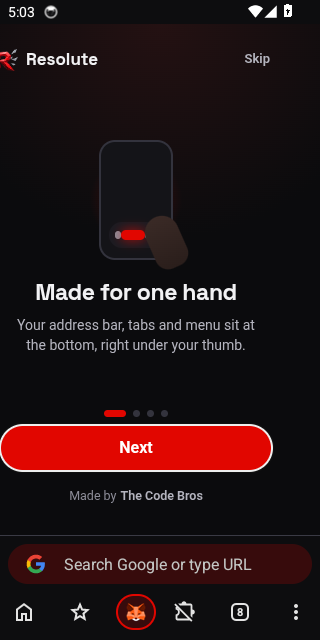 5:03
Resolute
Skip
Made for one hand
Your address bar, tabs and menu sit at
the bottom, right under your thumb.
Next
Made by The Code Bros
Search Google or type URL
8